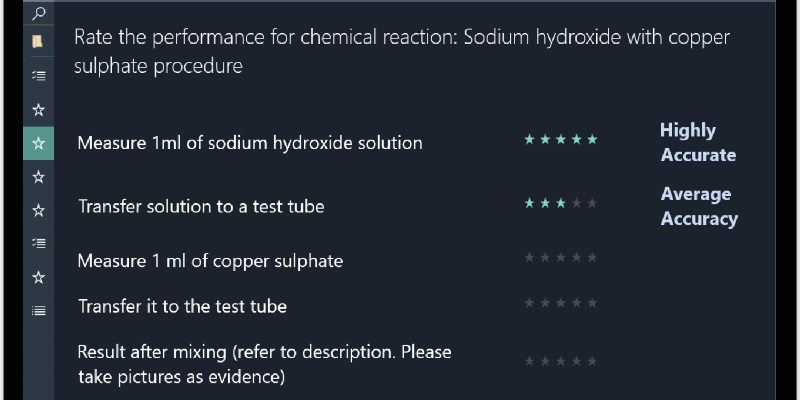 Rate the performance for chemical reaction: Sodium hydroxide with copper
sulphate procedure
Measure 1ml of sodium hydroxide solution
Highly
Accurate
Transfer solution to a test tube
Average
Accuracy
Measure 1 ml of copper sulphate
Transfer it to the test tube
Result after mixing (refer to description. Please
take pictures as evidence)